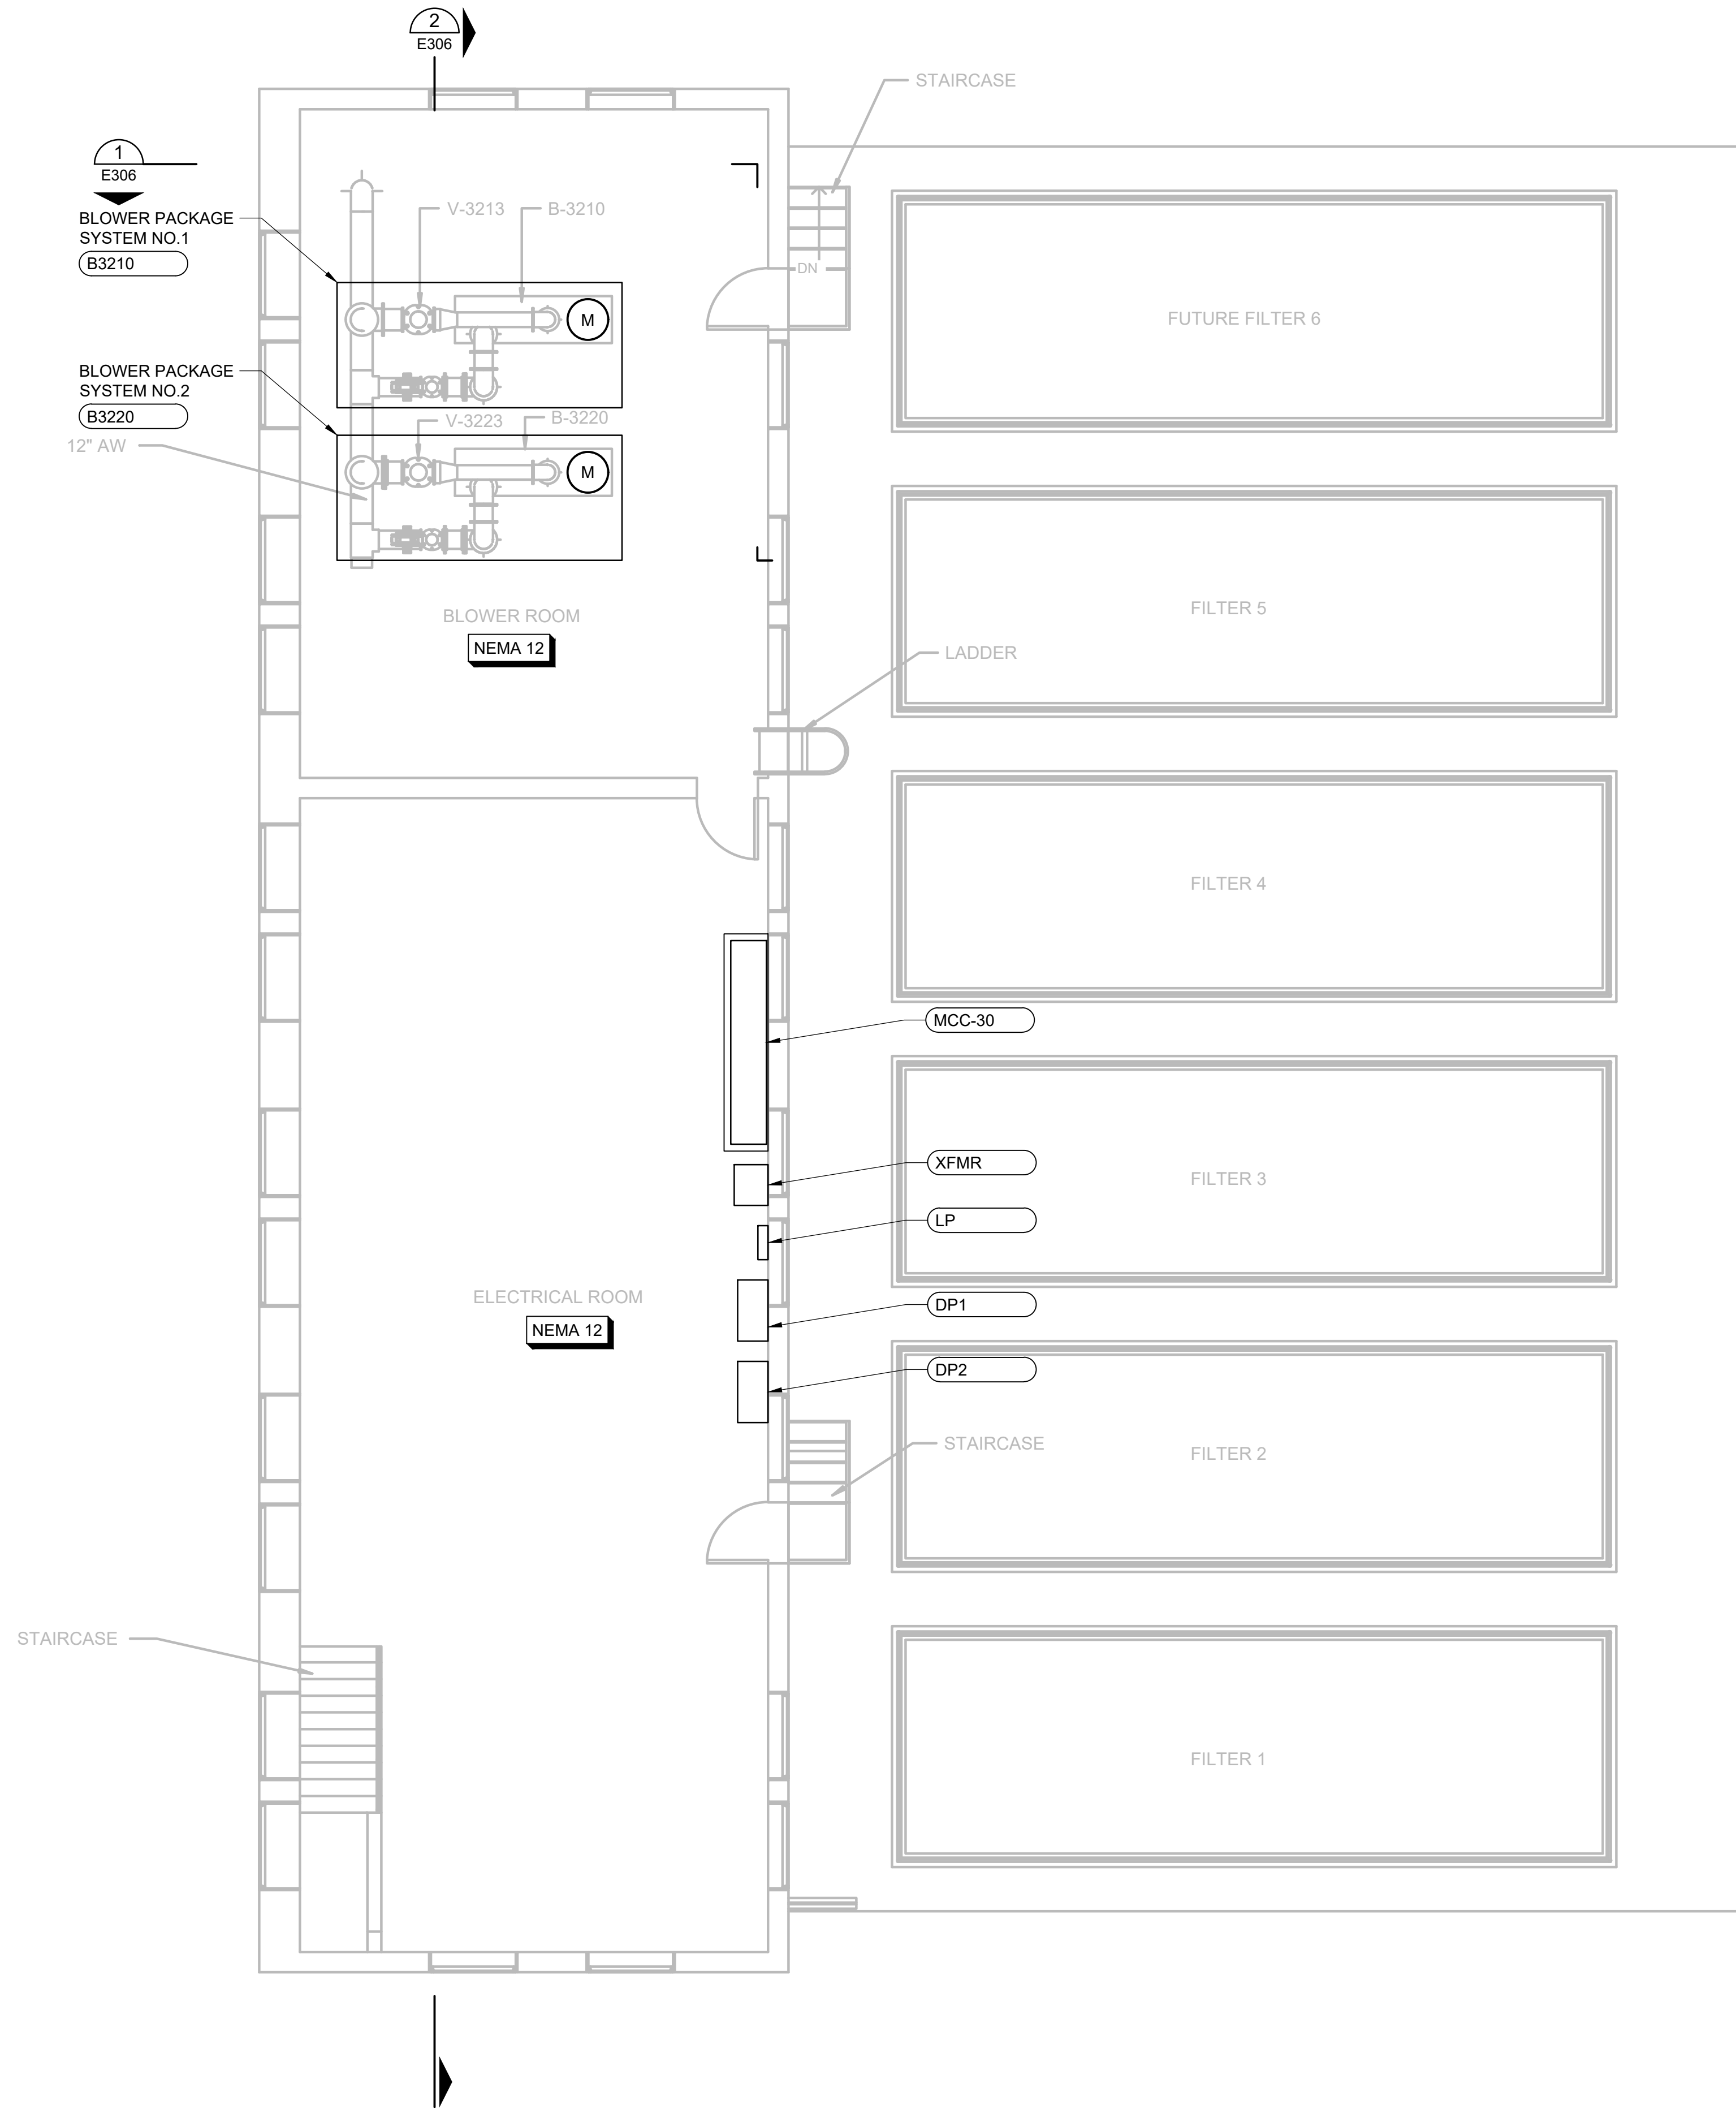 2
E306
STAIRCASE
1
E306
BLOWER PACKAGE
SYSTEM NO.1
B3210
V-3213
B-3210
DN
M
FUTURE FILTER 6
BLOWER PACKAGE
SYSTEM NO.2
B3220
V-3223
B-3220
12" AW
M
BLOWER ROOM
NEMA 12
FILTER 5
LADDER
FILTER 4
MCC-30
XFMR
FILTER 3
LP
ELECTRICAL ROOM
NEMA 12
DP1
DP2
STAIRCASE
FILTER 2
STAIRCASE
FILTER 1